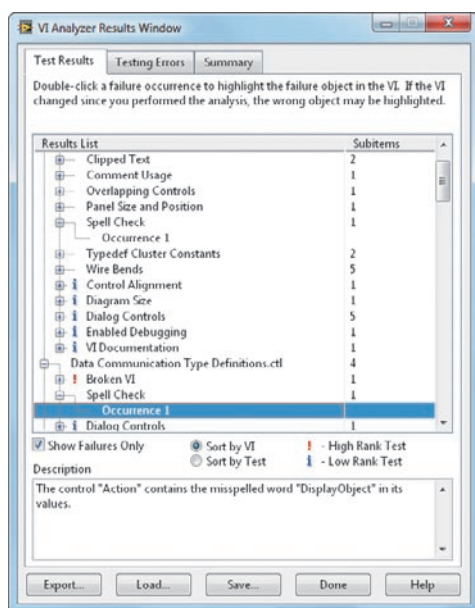 VI Analyzer Results Window
Test Results Testing Errors Summary
Double-click a failure occurrence to highlight the failure object in the VI. If the VI
changed since you performed the analysis, the wrong object may be highlighted.
Results List Subitems
Clipped Text 2
Comment Usage 1
Overlapping Controls 1
Panel Size and Position 1
Spell Check 1
Occurrence 1
Typedef Cluster Constants 2
Wire Bends 5
i Control Alignment 1
i Diagram Size 1
i Dialog Controls 5
i Enabled Debugging 1
i VI Documentation 1
Data Communication Type Definitions.ctl 4
! Broken VI 1
Spell Check 1
Occurrence 1
i Dialog Controls 1
Show Failures Only Sort by VI ! - High Rank Test
Sort by Test i - Low Rank Test
Description
The control "Action" contains the misspelled word "DisplayObject" in its
values.
Export... Load... Save... Done Help